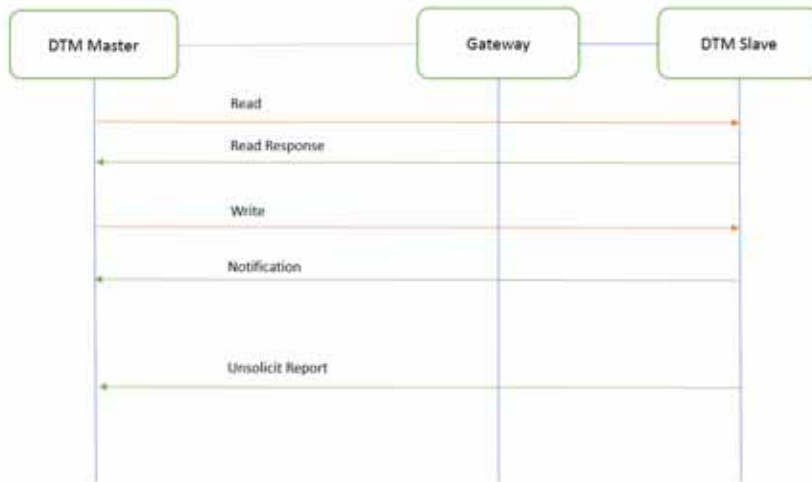 DTM Master
Gateway
DTM Slave
Read
Read Response
Write
Notification
Unsolicit Report